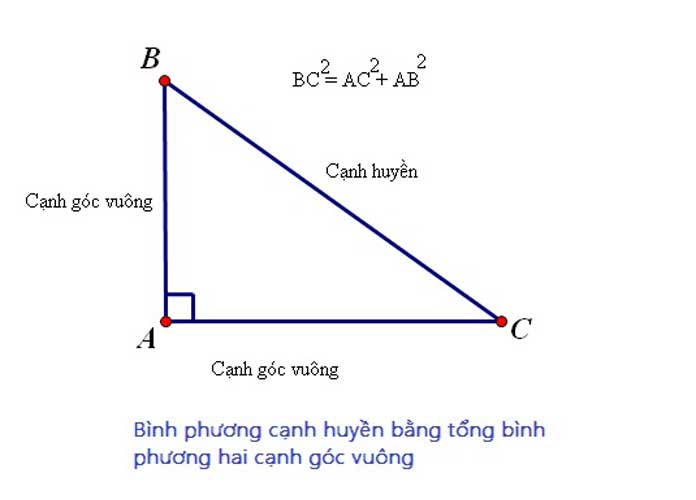 B
BC²= AC²+ AB²
Cạnh huyền
Cạnh góc vuông
A
C
Cạnh góc vuông
Bình phương cạnh huyền bằng tổng bình
phương hai cạnh góc vuông